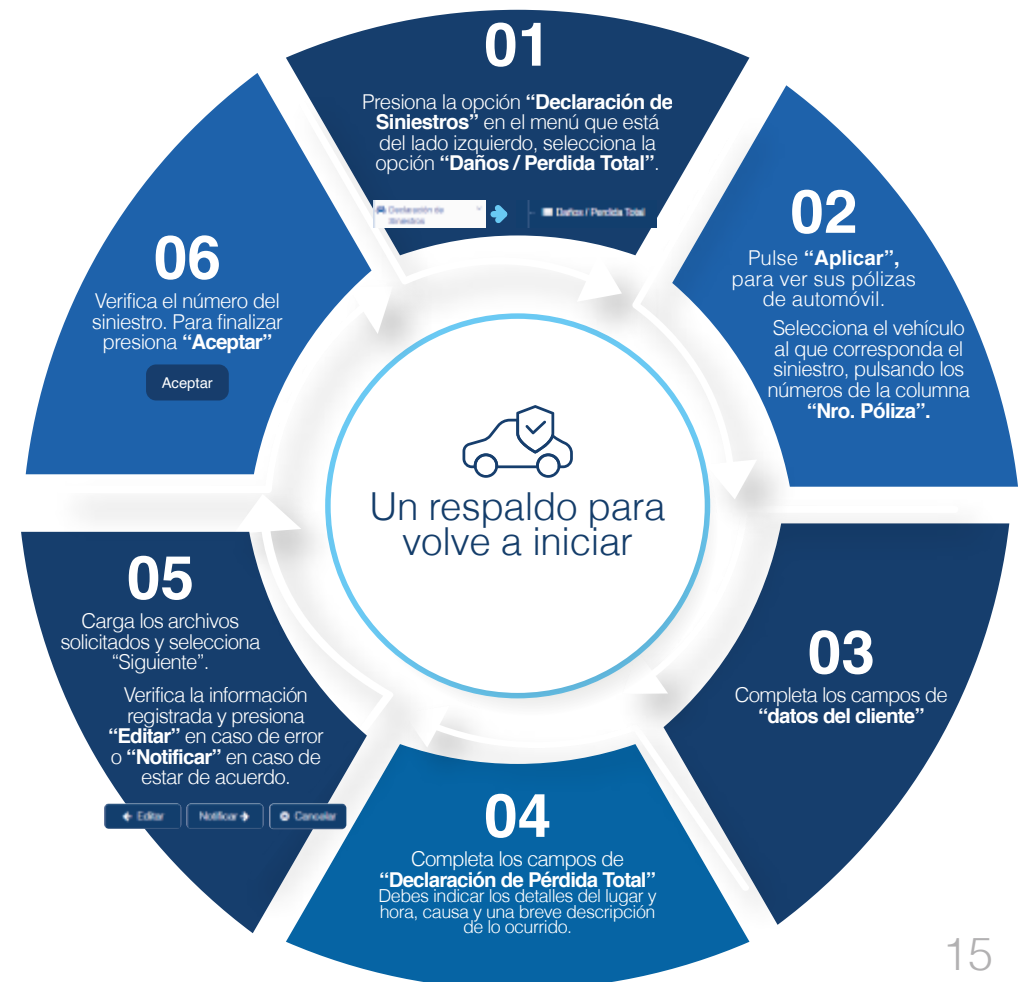 01
Presiona la opción “Declaración de
Siniestros” en el menú que está
del lado izquierdo, selecciona la
opción “Daños / Perdida Total”.
Declaración de
Siniestros
Daños / Perdida Total
02
Pulse “Aplicar”,
para ver sus pólizas
de automóvil.
Selecciona el vehículo
al que corresponda el
siniestro, pulsando los
números de la columna
“Nro. Póliza”.
03
Completa los campos de
“datos del cliente”
04
Completa los campos de
“Declaración de Pérdida Total”
Debes indicar los detalles del lugar y
hora, causa y una breve descripción
de lo ocurrido.
05
Carga los archivos
solicitados y selecciona
“Siguiente”.
Verifica la información
registrada y presiona
“Editar” en caso de error
o “Notificar” en caso de
estar de acuerdo.
Editar
Notificar
Cancelar
06
Verifica el número del
siniestro. Para finalizar
presiona “Aceptar”
Aceptar
Un respaldo para
volve a iniciar
15